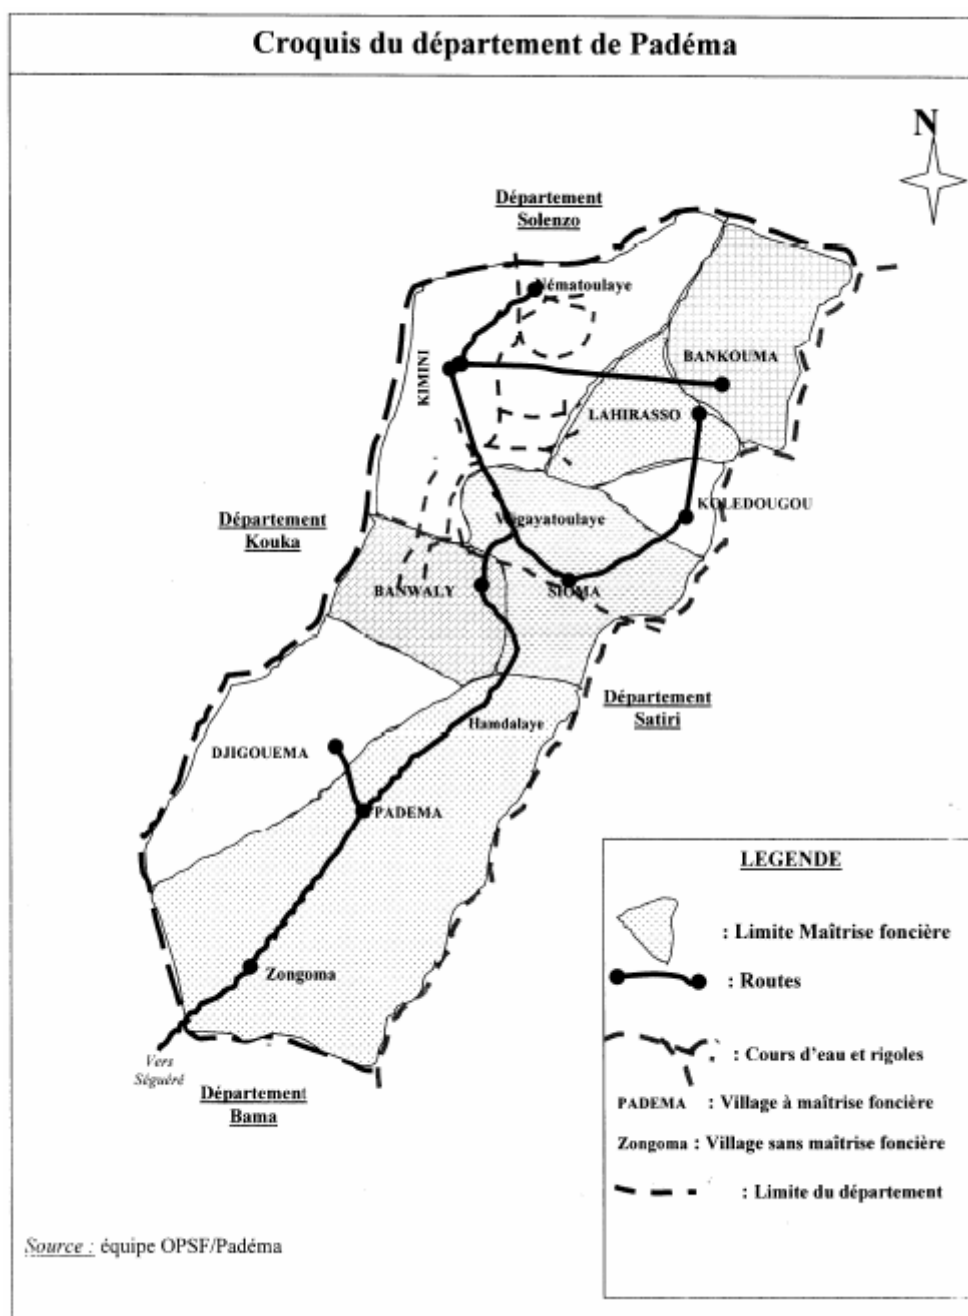 Croquis du département de Padéma
N
Département
Solenzo
Nématoulaye
BANKOUMA
KIMINI
LAHIRASSO
KOLEDOUGOU
Département
Kouka
BANWALY
SIOMA
Département
Satiri
Hamdalaye
DJIGOUEMA
PADEMA
Zongoma
Vers
Séguéré
Département
Bama
LEGENDE
: Limite Maîtrise foncière
: Routes
: Cours d'eau et rigoles
PADEMA : Village à maîtrise foncière
Zongoma : Village sans maîtrise foncière
: Limite du département
Source : équipe OPSF/Padéma